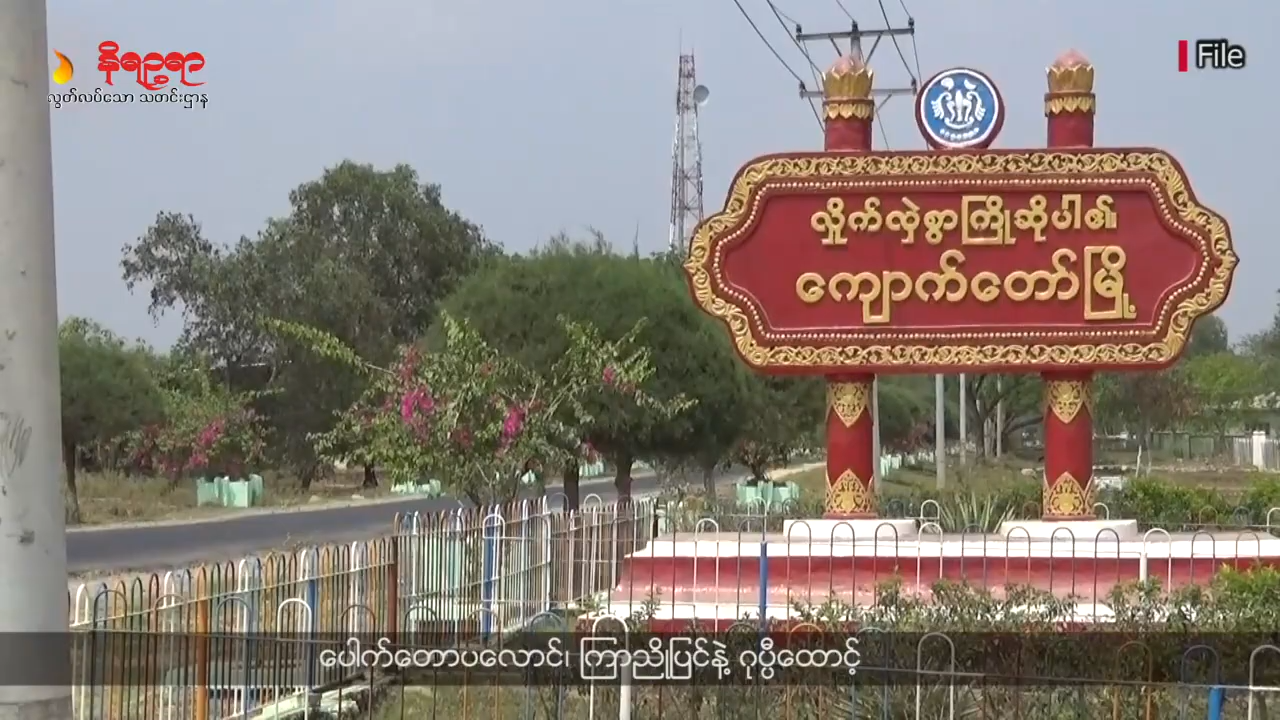 နိရဉ္စရာ
လွတ်လပ်သော သတင်းဌာန
File
လှိုက်လှဲစွာကြိုဆိုပါ၏။
ကျောက်တော်မြို့
ပေါက်တောပလောင်၊ ကြာညိုပြင်နဲ့ ဂုပ္ပီထောင့်